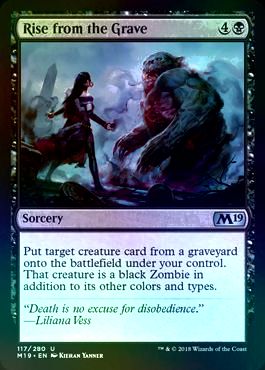 Rise from the Grave 4
Sorcery M19
Put target creature card from a graveyard
onto the battlefield under your control.
That creature is a black Zombie in
addition to its other colors and types.
“Death is no excuse for disobedience.”
—Liliana Vess
117/280 U
M19 • EN Kieran Yanner
™ & © 2018 Wizards of the Coast